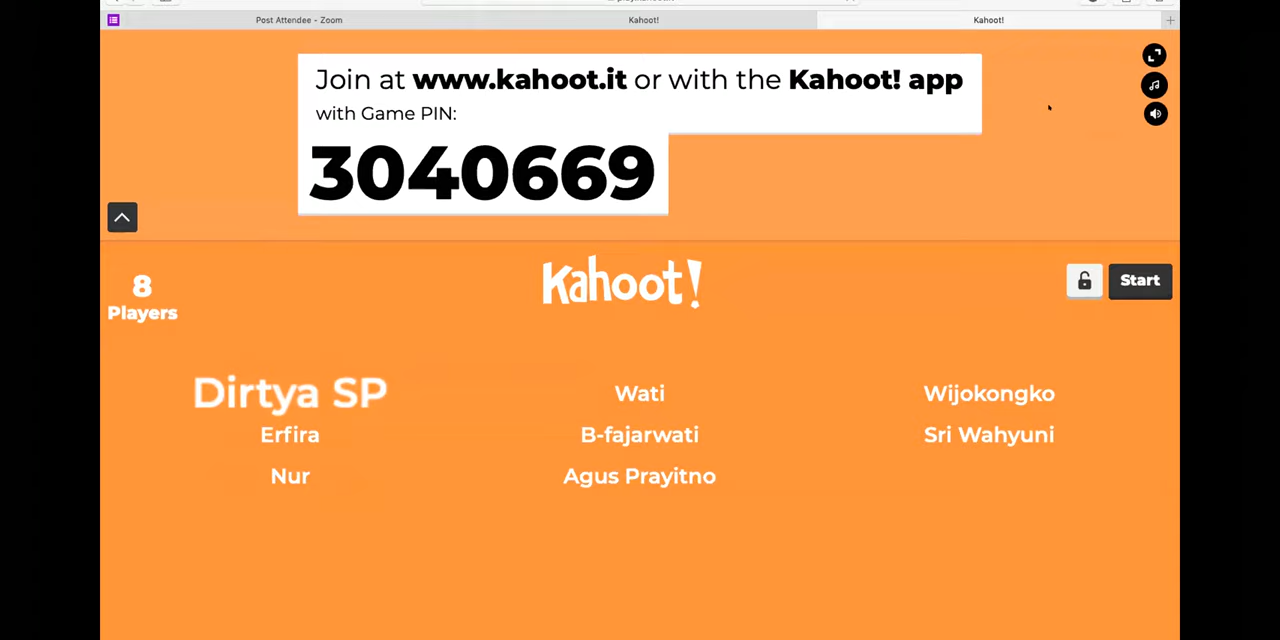 Post Attendee - Zoom Kahoot! Kahoot!
Join at www.kahoot.it or with the Kahoot! app
with Game PIN:
3040669
8
Players
Kahoot!
Start
Dirtya SP Wati Wijokongko
Erfira B-fajarwati Sri Wahyuni
Nur Agus Prayitno